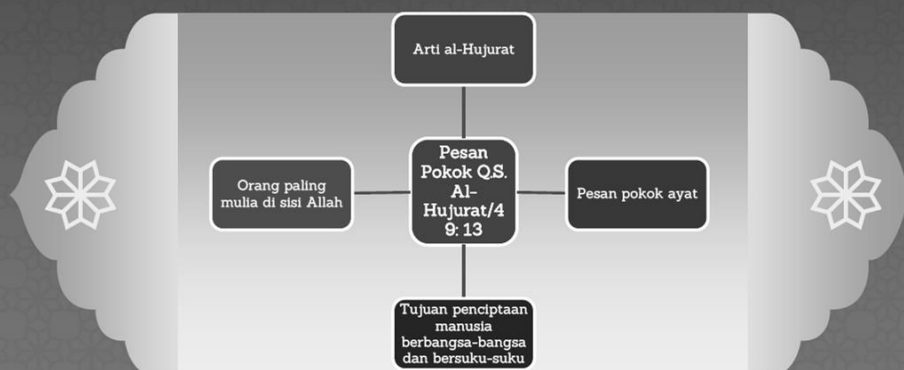 Arti al-Hujurat
Pesan
Pokok Q.S.
Al-
Hujurat/4
9: 13
Orang paling
mulia di sisi Allah
Pesan pokok ayat
Tujuan penciptaan
manusia
berbangsa-bangsa
dan bersuku-suku